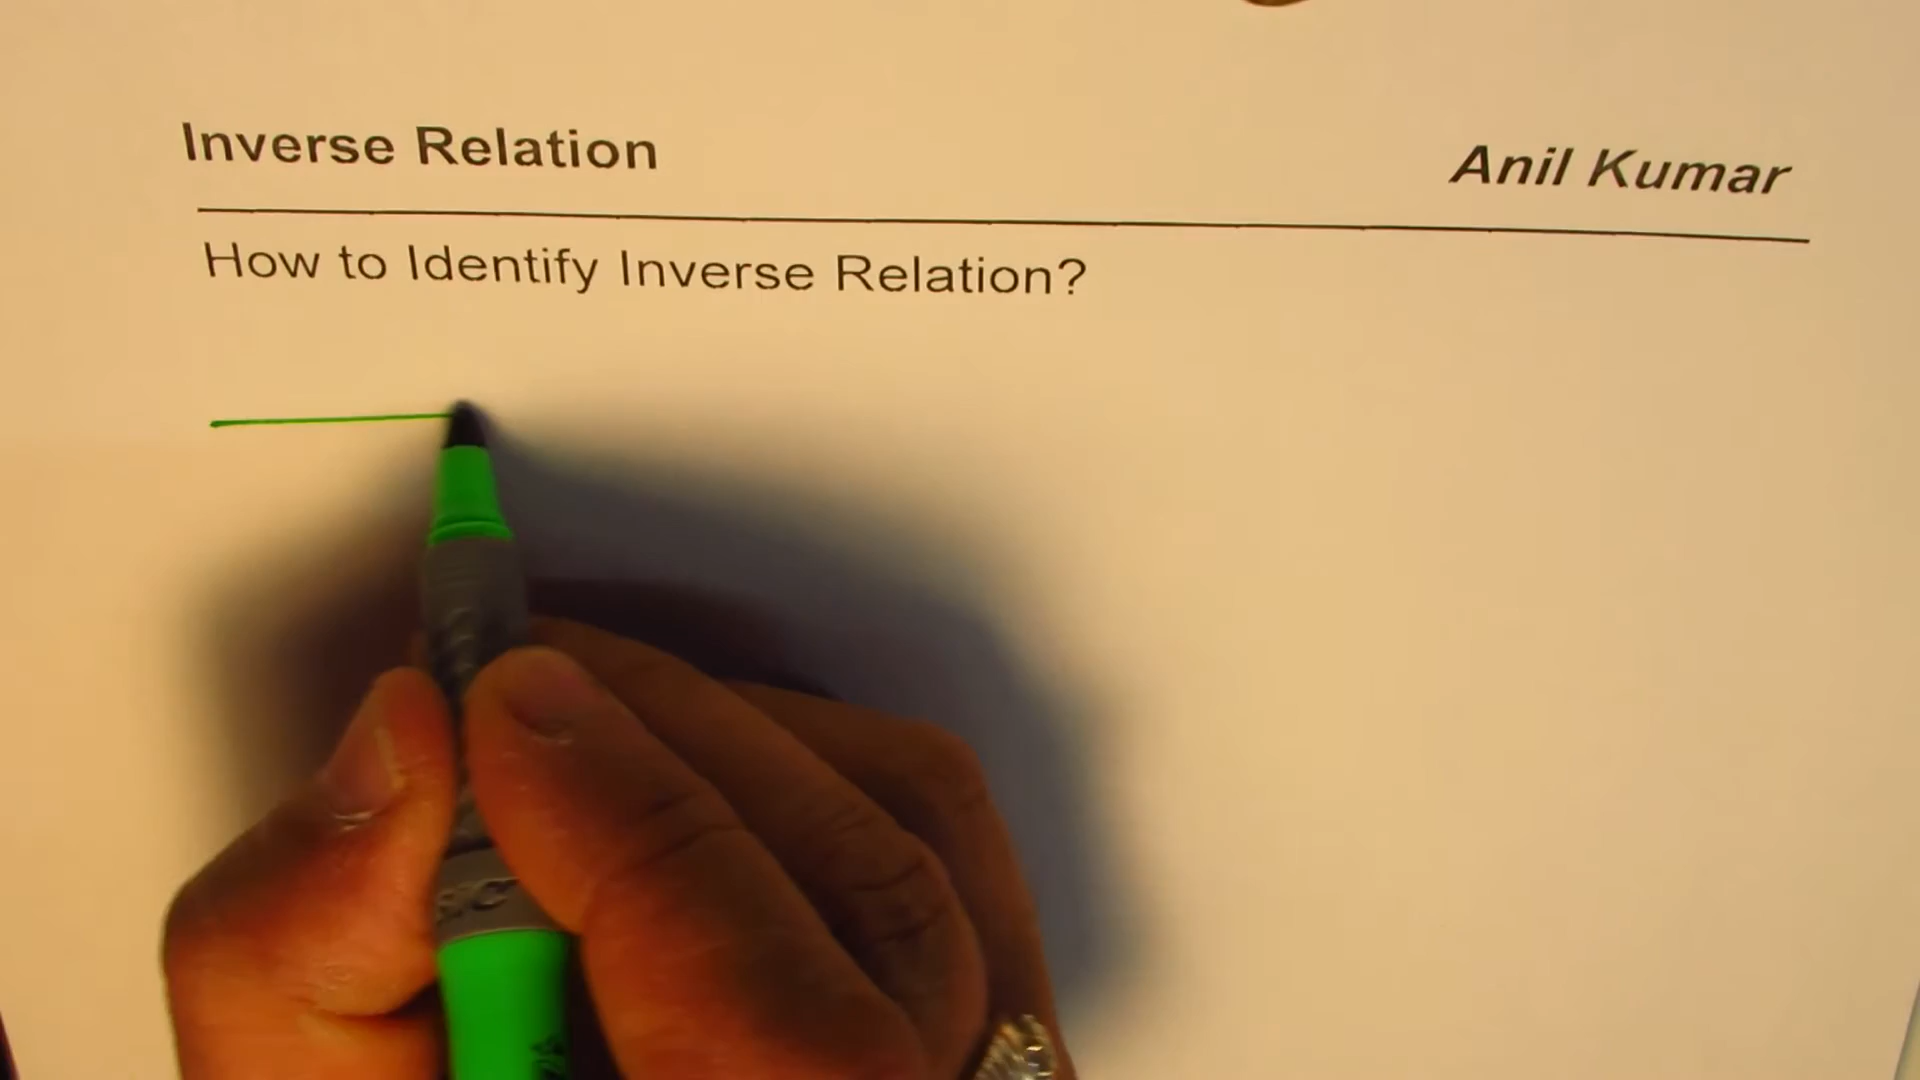 Inverse Relation
Anil Kumar
How to Identify Inverse Relation?